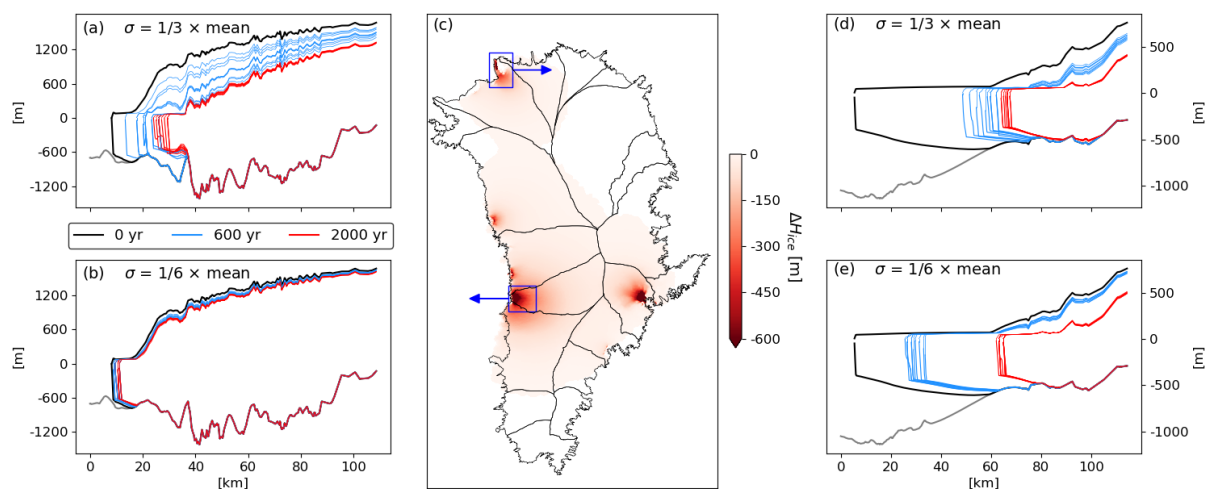 (a) σ = 1/3 × mean
1200
600
0
-600
-1200
[m]
0 yr 600 yr 2000 yr
(b) σ = 1/6 × mean
1200
600
0
-600
-1200
[m]
0 20 40 60 80 100
[km]
(c)
0
-150
-300
-450
-600
ΔH_ice [m]
(d) σ = 1/3 × mean
500
0
-500
-1000
[m]
(e) σ = 1/6 × mean
500
0
-500
-1000
[m]
0 20 40 60 80 100
[km]